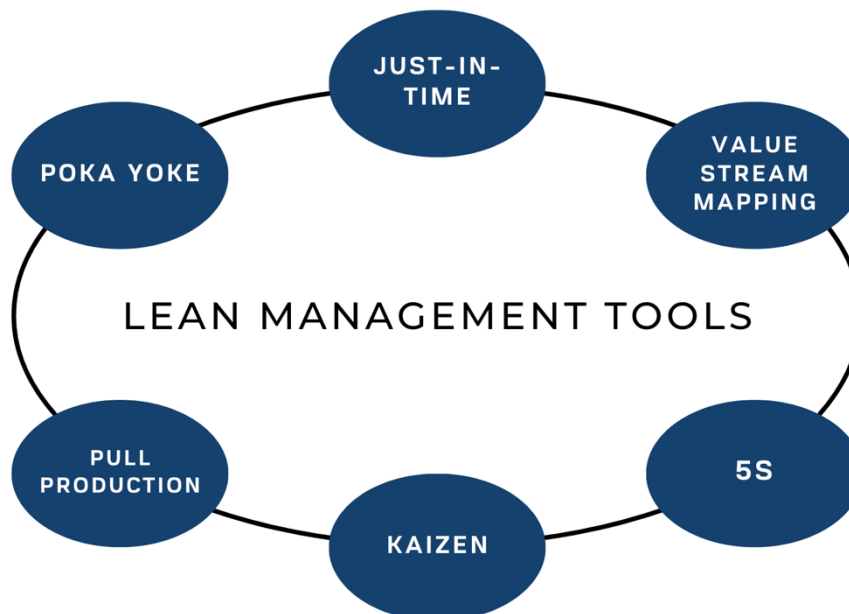 JUST-IN-
TIME
POKA YOKE
VALUE
STREAM
MAPPING
LEAN MANAGEMENT TOOLS
PULL
PRODUCTION
5S
KAIZEN